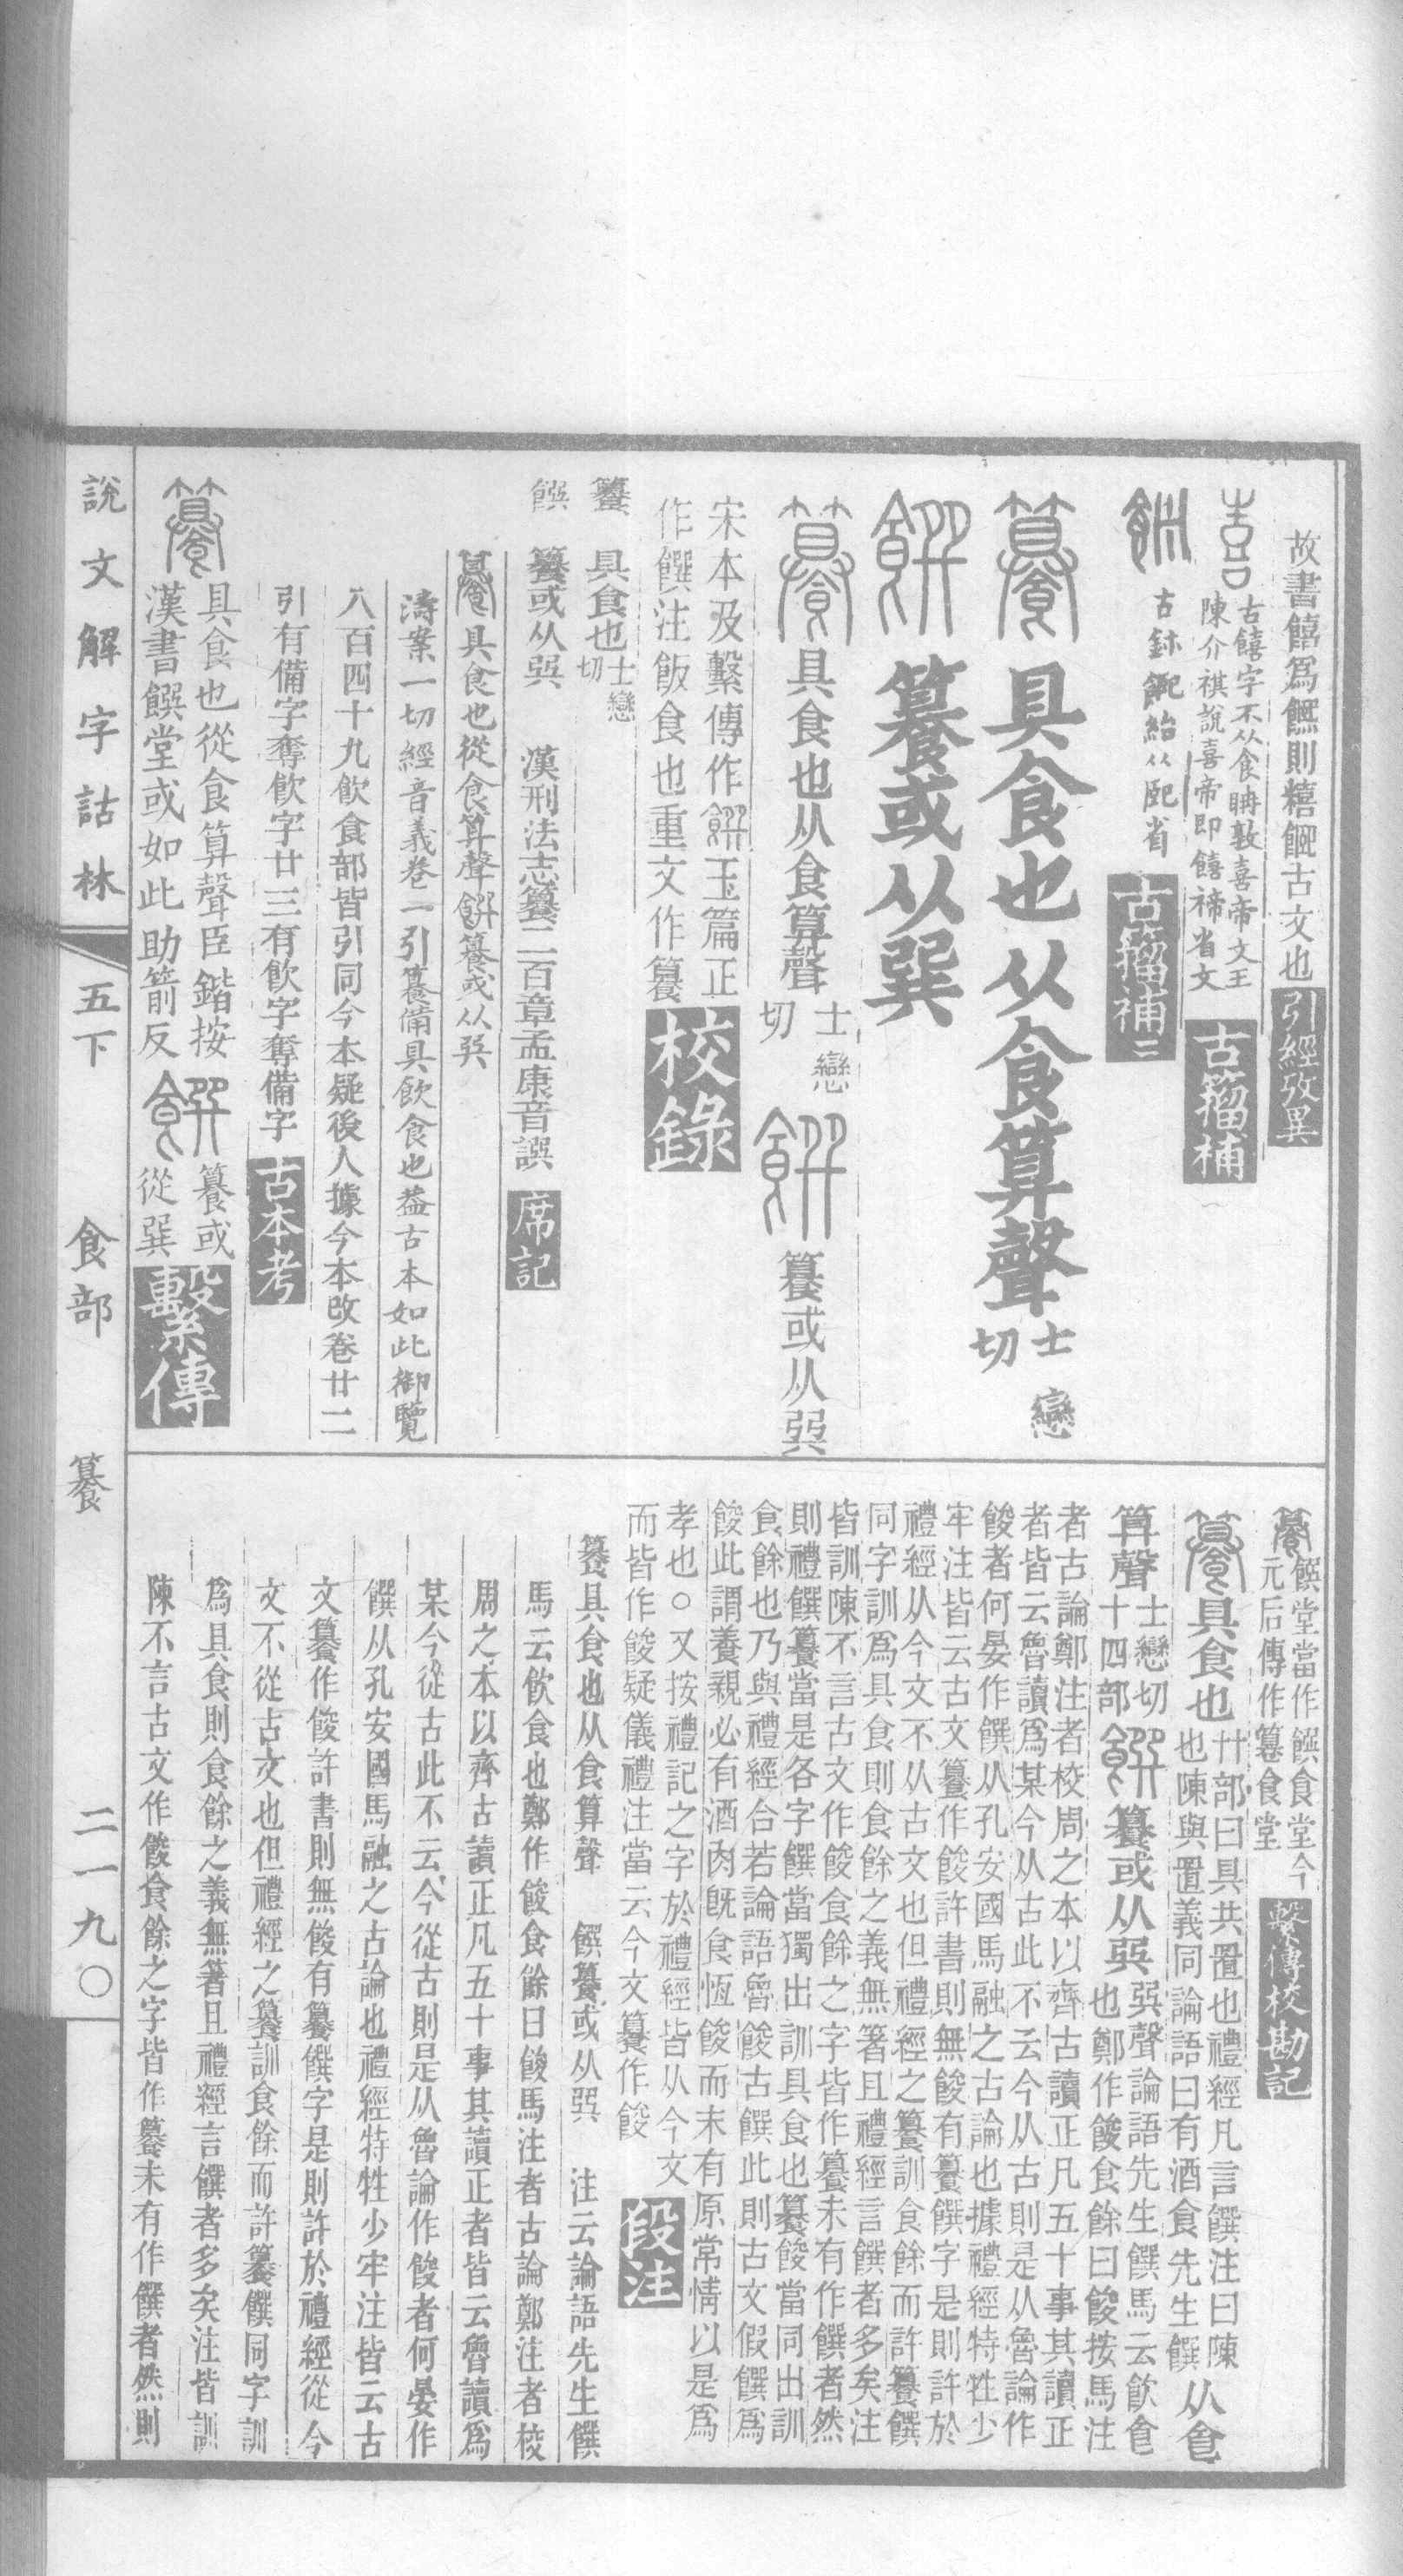 故書饎爲䭓則糦䭒古文也 引經攷異
喜 古饎字不从食䏽敦喜帝文王
陳介祺說喜帝即饎禘省文 古籀補
古鉢 从配省 古籀補二
籑 具食也从食算聲 士戀切
饌 籑或从巽
籑 具食也从食算聲 士戀切 饌 籑或从巽
宋本及繫傳作饌玉篇正
作饌注飯食也重文作籑 校錄
籑 具食也 士戀切
饌 籑或从巽 漢刑法志籑二百章孟康音誤 席記
籑 具食也從食算聲饌籑或从巽
濤案一切經音義卷一引籑備具飲食也葢古本如此御覽
八百四十九飲食部皆引同今本疑後人據今本改卷廿二
引有備字奪飲字廿三有飲字奪備字 古本考
籑 具食也從食算聲臣鍇按
漢書饌堂或如此助箭反 饌 籑或
從巽 繫傳
說文解字詁林 五下 食部 籑 二一九〇
籑 饌堂當作饌食堂今
元后傳作籑食堂 繫傳校勘記
籑 具食也 廾部曰具共置也禮經凡言饌注曰陳
也陳與置義同論語曰有酒食先生饌 从食
算聲 士戀切十四部 饌 籑或从巽 巽聲論語先生饌馬云飲食
也鄭作餕食餘曰餕按馬注
者古論鄭注者校周之本以齊古讀正凡五十事其讀正
者皆云魯讀爲某今从古此不云今从古則是从魯論作
餕者何晏作饌从孔安國馬融之古論也據禮經特牲少
牢注皆云古文籑作餕許書則無餕有籑饌字是則許於
禮經从今文不从古文也但禮經之籑訓食餘而許籑饌
同字訓爲具食則食餘之義無箸且禮經言饌者多矣注
皆訓陳不言古文作餕食餘之字皆作籑未有作饌者然
則禮饌籑當是各字饌當獨出訓具食也籑餕當同出訓
食餘也乃與禮經合若論語魯餕古饌此則古文假饌爲
餕此謂養親必有酒肉旣食恆餕而未有原常情以是爲
孝也○又按禮記之字於禮經皆从今文
而皆作餕疑儀禮注當云今文籑作餕 段注
籑具食也从食算聲 饌籑或从巽 注云論語先生饌
馬云飲食也鄭作餕食餘曰餕馬注者古論鄭注者校
周之本以齊古讀正凡五十事其讀正者皆云魯讀爲
某今從古此不云今從古則是从魯論作餕者何晏作
饌从孔安國馬融之古論也禮經特牲少牢注皆云古
文籑作餕許書則無餕有籑饌字是則許於禮經從今
文不從古文也但禮經之籑訓食餘而許籑饌同字訓
爲具食則食餘之義無箸且禮經言饌者多矣注皆訓
陳不言古文作餕食餘之字皆作籑未有作饌者然則